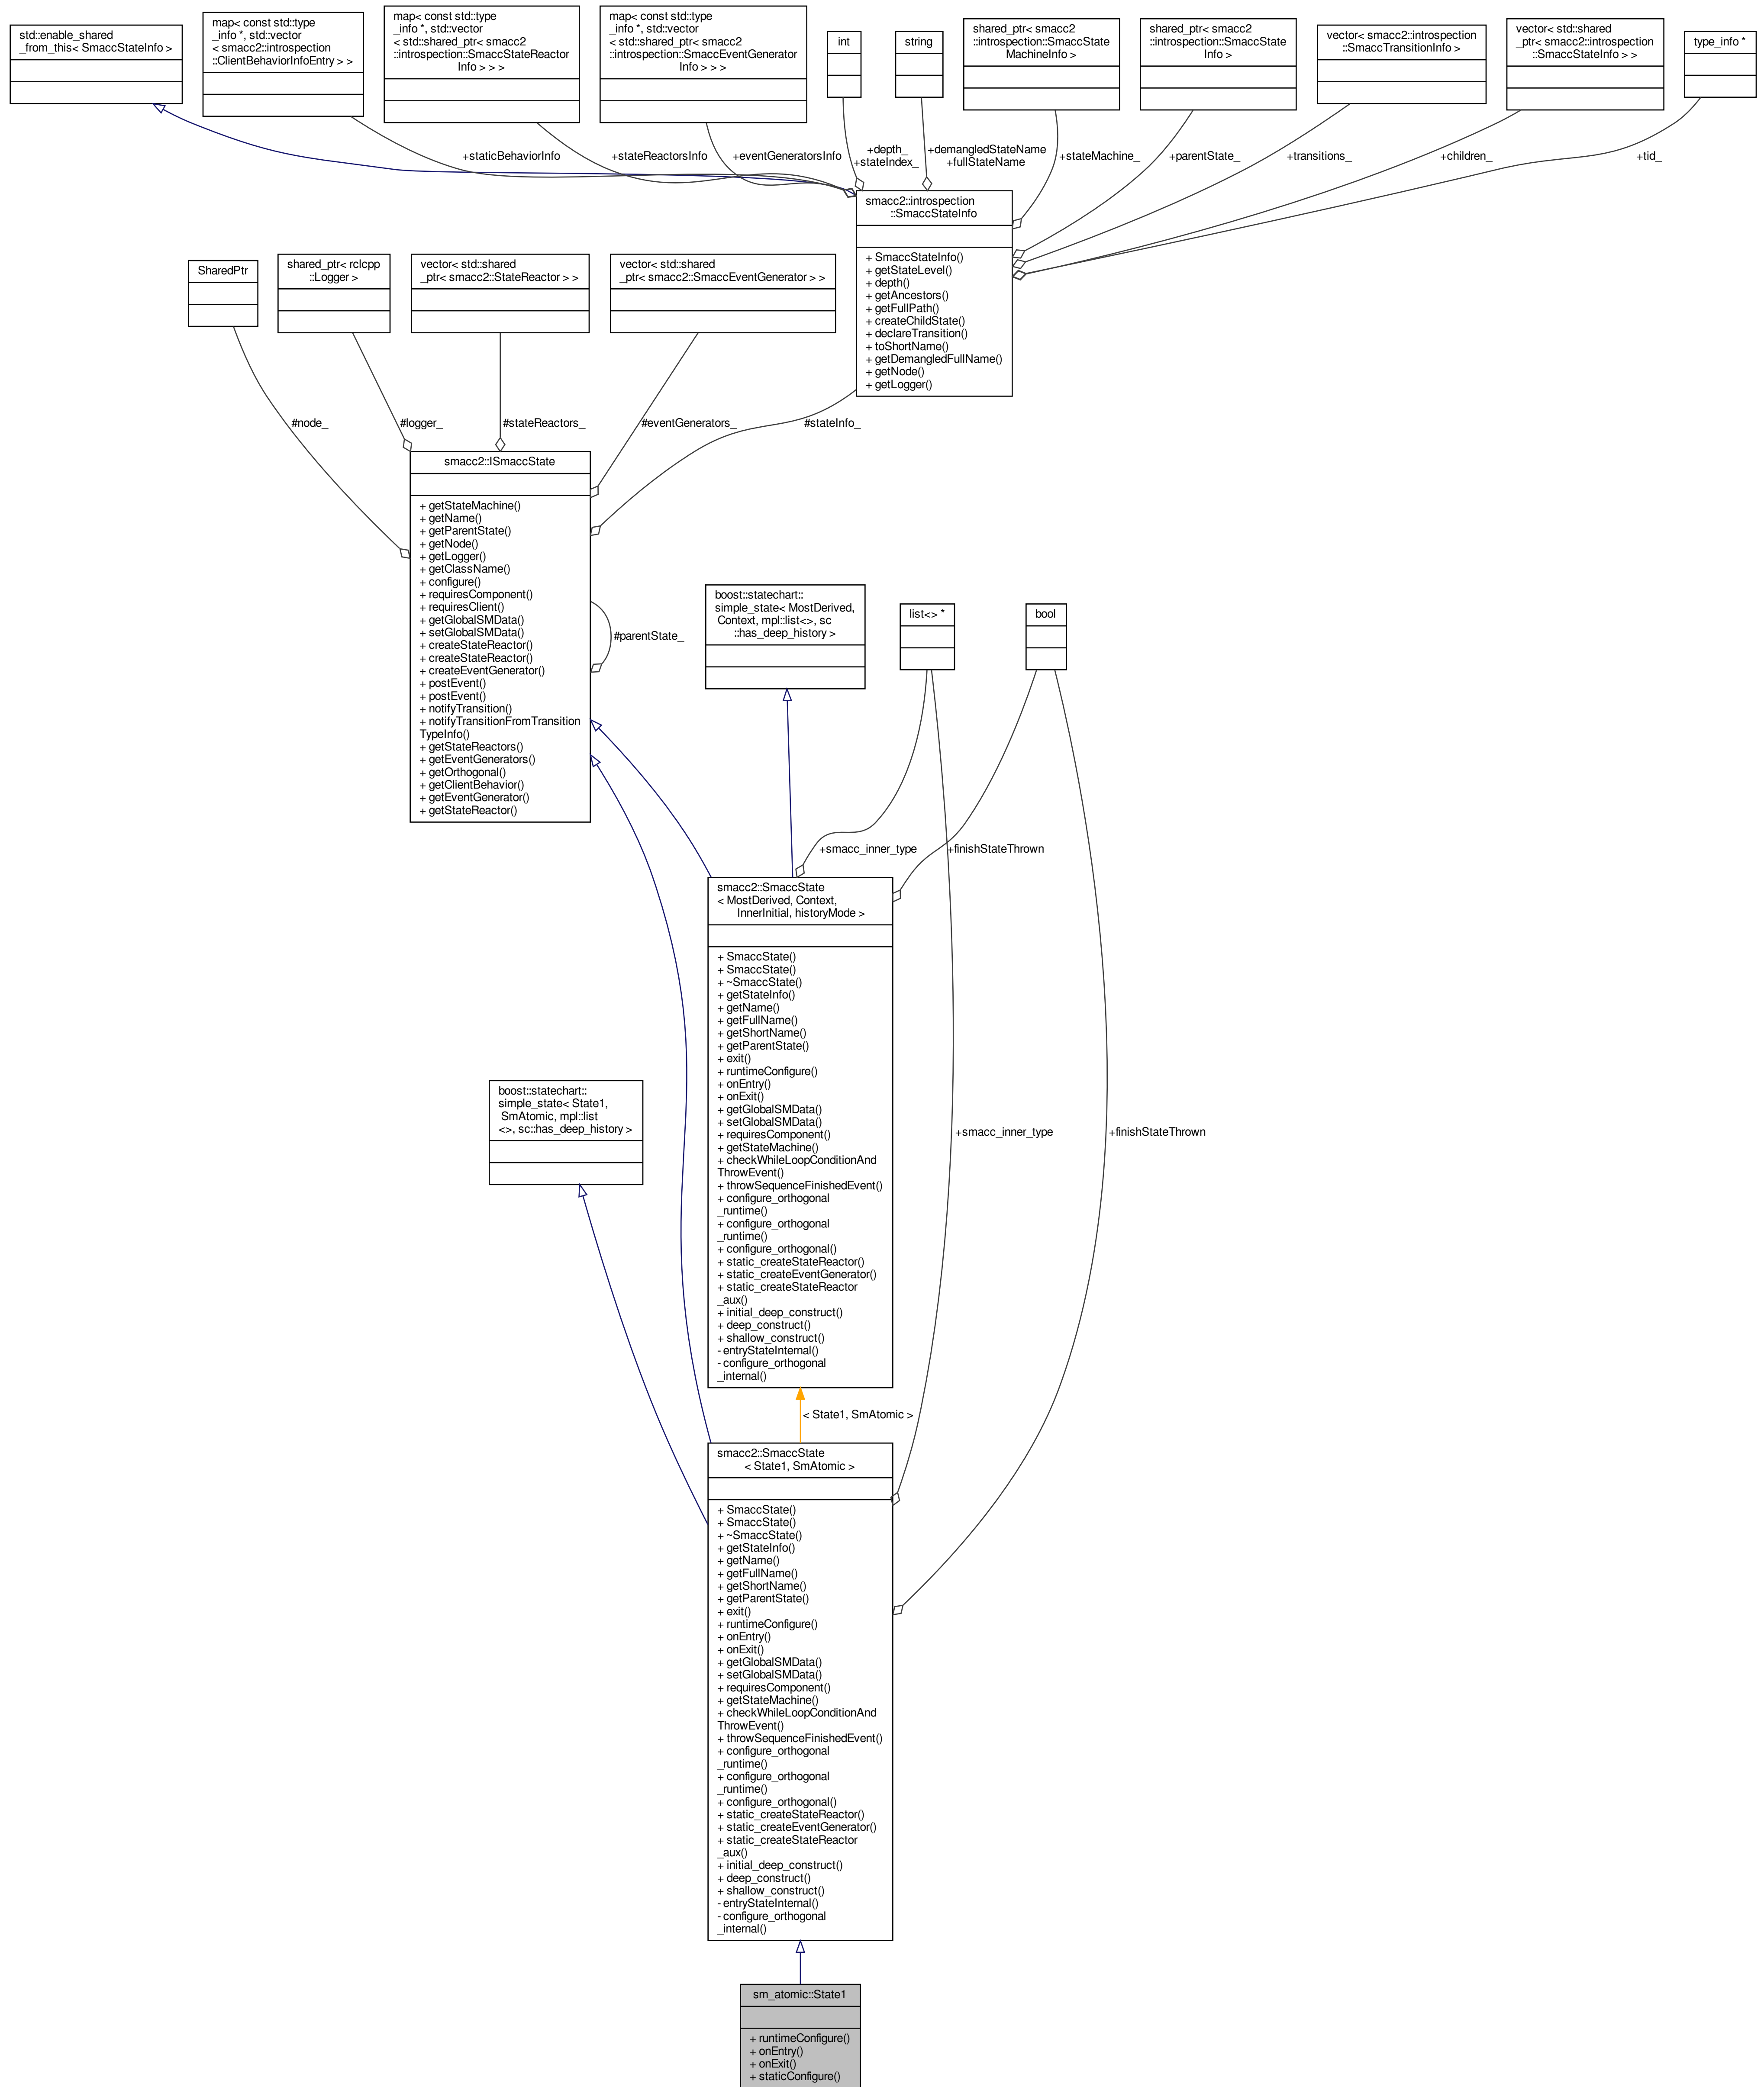 std::enable_shared
_from_this< SmaccStateInfo >
map< const std::type
_info *, std::vector
< smacc2::introspection
::ClientBehaviorInfoEntry > >
map< const std::type
_info *, std::vector
< std::shared_ptr< smacc2
::introspection::SmaccStateReactor
Info > > >
map< const std::type
_info *, std::vector
< std::shared_ptr< smacc2
::introspection::SmaccEventGenerator
Info > > >
int
string
shared_ptr< smacc2
::introspection::SmaccState
MachineInfo >
shared_ptr< smacc2
::introspection::SmaccState
Info >
vector< smacc2::introspection
::SmaccTransitionInfo >
vector< std::shared
_ptr< smacc2::introspection
::SmaccStateInfo > >
type_info *
+staticBehaviorInfo
+stateReactorsInfo
+eventGeneratorsInfo
+depth_
+stateIndex_
+demangledStateName
+fullStateName
+stateMachine_
+parentState_
+transitions_
+children_
+tid_
smacc2::introspection
::SmaccStateInfo
+ SmaccStateInfo()
+ getStateLevel()
+ depth()
+ getAncestors()
+ getFullPath()
+ createChildState()
+ declareTransition()
+ toShortName()
+ getDemangledFullName()
+ getNode()
+ getLogger()
SharedPtr
shared_ptr< rclcpp
::Logger >
vector< std::shared
_ptr< smacc2::StateReactor > >
vector< std::shared
_ptr< smacc2::SmaccEventGenerator > >
#node_
#logger_
#stateReactors_
#eventGenerators_
#stateInfo_
smacc2::ISmaccState
+ getStateMachine()
+ getName()
+ getParentState()
+ getNode()
+ getLogger()
+ getClassName()
+ configure()
+ requiresComponent()
+ requiresClient()
+ getGlobalSMData()
+ setGlobalSMData()
+ createStateReactor()
+ createStateReactor()
+ createEventGenerator()
+ postEvent()
+ postEvent()
+ notifyTransition()
+ notifyTransitionFromTransition
TypeInfo()
+ getStateReactors()
+ getEventGenerators()
+ getOrthogonal()
+ getClientBehavior()
+ getEventGenerator()
+ getStateReactor()
#parentState_
boost::statechart::
simple_state< MostDerived,
Context, mpl::list<>, sc
::has_deep_history >
list<> *
bool
+smacc_inner_type
+finishStateThrown
smacc2::SmaccState
< MostDerived, Context,
InnerInitial, historyMode >
+ SmaccState()
+ SmaccState()
+ ~SmaccState()
+ getStateInfo()
+ getName()
+ getFullName()
+ getShortName()
+ getParentState()
+ exit()
+ runtimeConfigure()
+ onEntry()
+ onExit()
+ getGlobalSMData()
+ setGlobalSMData()
+ requiresComponent()
+ getStateMachine()
+ checkWhileLoopConditionAnd
ThrowEvent()
+ throwSequenceFinishedEvent()
+ configure_orthogonal
_runtime()
+ configure_orthogonal
_runtime()
+ configure_orthogonal()
+ static_createStateReactor()
+ static_createEventGenerator()
+ static_createStateReactor
_aux()
+ initial_deep_construct()
+ deep_construct()
+ shallow_construct()
- entryStateInternal()
- configure_orthogonal
_internal()
boost::statechart::
simple_state< State1,
SmAtomic, mpl::list
<>, sc::has_deep_history >
+smacc_inner_type
+finishStateThrown
< State1, SmAtomic >
smacc2::SmaccState
< State1, SmAtomic >
+ SmaccState()
+ SmaccState()
+ ~SmaccState()
+ getStateInfo()
+ getName()
+ getFullName()
+ getShortName()
+ getParentState()
+ exit()
+ runtimeConfigure()
+ onEntry()
+ onExit()
+ getGlobalSMData()
+ setGlobalSMData()
+ requiresComponent()
+ getStateMachine()
+ checkWhileLoopConditionAnd
ThrowEvent()
+ throwSequenceFinishedEvent()
+ configure_orthogonal
_runtime()
+ configure_orthogonal
_runtime()
+ configure_orthogonal()
+ static_createStateReactor()
+ static_createEventGenerator()
+ static_createStateReactor
_aux()
+ initial_deep_construct()
+ deep_construct()
+ shallow_construct()
- entryStateInternal()
- configure_orthogonal
_internal()
sm_atomic::State1
+ runtimeConfigure()
+ onEntry()
+ onExit()
+ staticConfigure()